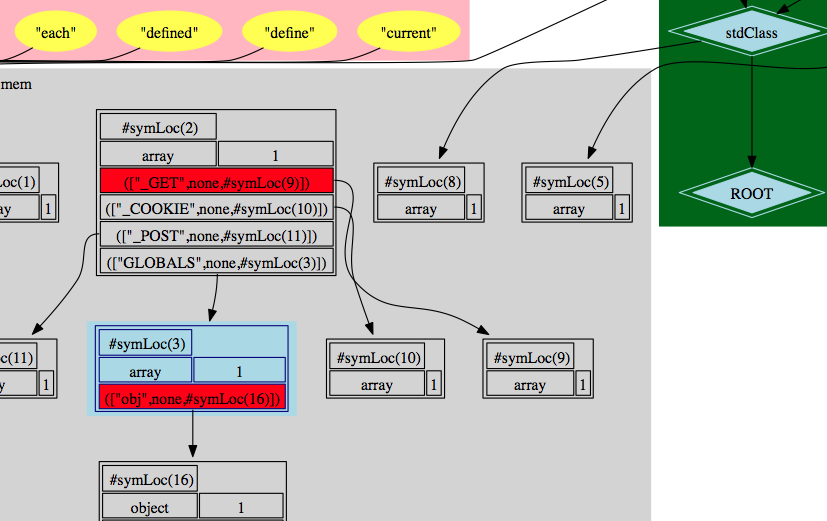 "each"
"defined"
"define"
"current"
stdClass
mem
#symLoc(2)
array 1
(["_GET",none,#symLoc(9)])
(["_COOKIE",none,#symLoc(10)])
(["_POST",none,#symLoc(11)])
(["GLOBALS",none,#symLoc(3)])
oc(1)
ay 1
#symLoc(8)
array 1
#symLoc(5)
array 1
ROOT
c(11)
y 1
#symLoc(3)
array 1
(["obj",none,#symLoc(16)])
#symLoc(10)
array 1
#symLoc(9)
array 1
#symLoc(16)
object 1